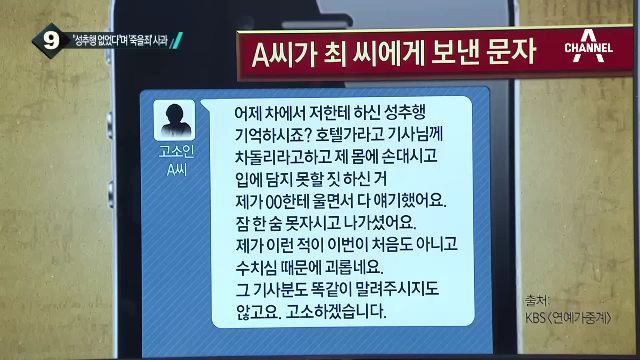 9 "성추행 없었다"며 '죽을죄' 사과
A씨가 최 씨에게 보낸 문자
CHANNEL A
고소인
A씨
어제 차에서 저한테 하신 성추행
기억하시죠? 호텔가라고 기사님께
차돌리라고하고 제 몸에 손대시고
입에 담지 못할 짓 하신 거
제가 00한테 울면서 다 얘기했어요.
잠 한 숨 못자시고 나가셨어요.
제가 이런 적이 이번이 처음도 아니고
수치심 때문에 괴롭네요.
그 기사분도 똑같이 말려주시지도
않고요. 고소하겠습니다.
출처:
KBS<연예가중계>